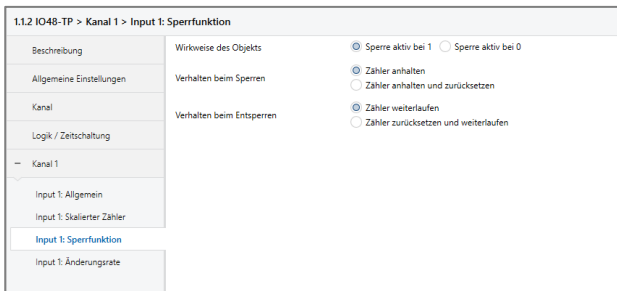 1.1.2 IO48-TP > Kanal 1 > Input 1: Sperrfunktion
Beschreibung
Allgemeine Einstellungen
Kanal
Logik / Zeitschaltung
– Kanal 1
Input 1: Allgemein
Input 1: Skalierter Zähler
Input 1: Sperrfunktion
Input 1: Änderungsrate
Wirkweise des Objekts Sperre aktiv bei 1 Sperre aktiv bei 0
Verhalten beim Sperren Zähler anhalten
Zähler anhalten und zurücksetzen
Verhalten beim Entsperren Zähler weiterlaufen
Zähler zurücksetzen und weiterlaufen